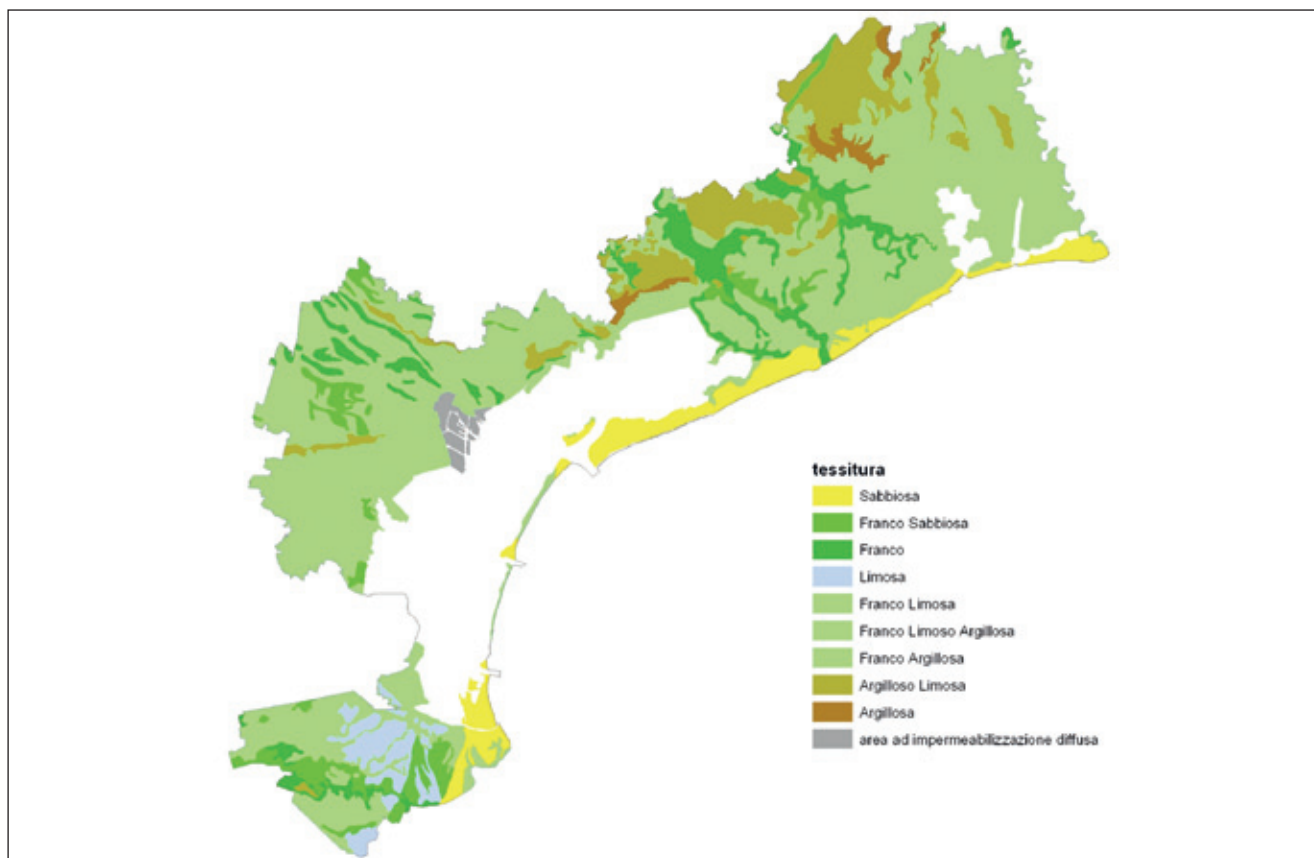 tessitura
Sabbiosa
Franco Sabbiosa
Franco
Limosa
Franco Limosa
Franco Limoso Argillosa
Franco Argillosa
Argilloso Limosa
Argillosa
area ad impermeabilizzazione diffusa